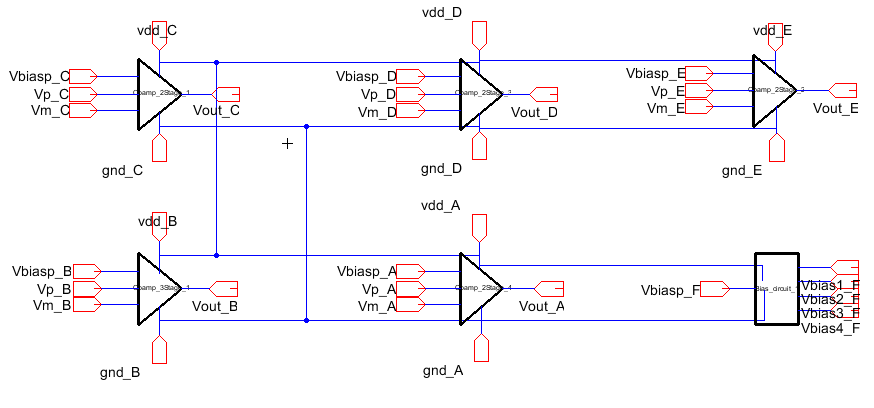 vdd_C
vdd_D
vdd_E
Vbiasp_C
Vp_C
Vm_C
Vout_C
gnd_C
Vbiasp_D
Vp_D
Vm_D
Vout_D
gnd_D
Vbiasp_E
Vp_E
Vm_E
Vout_E
gnd_E
vdd_B
vdd_A
Vbiasp_B
Vp_B
Vm_B
Vout_B
gnd_B
Vbiasp_A
Vp_A
Vm_A
Vout_A
gnd_A
Vbiasp_F
Vbias1_F
Vbias2_F
Vbias3_F
Vbias4_F